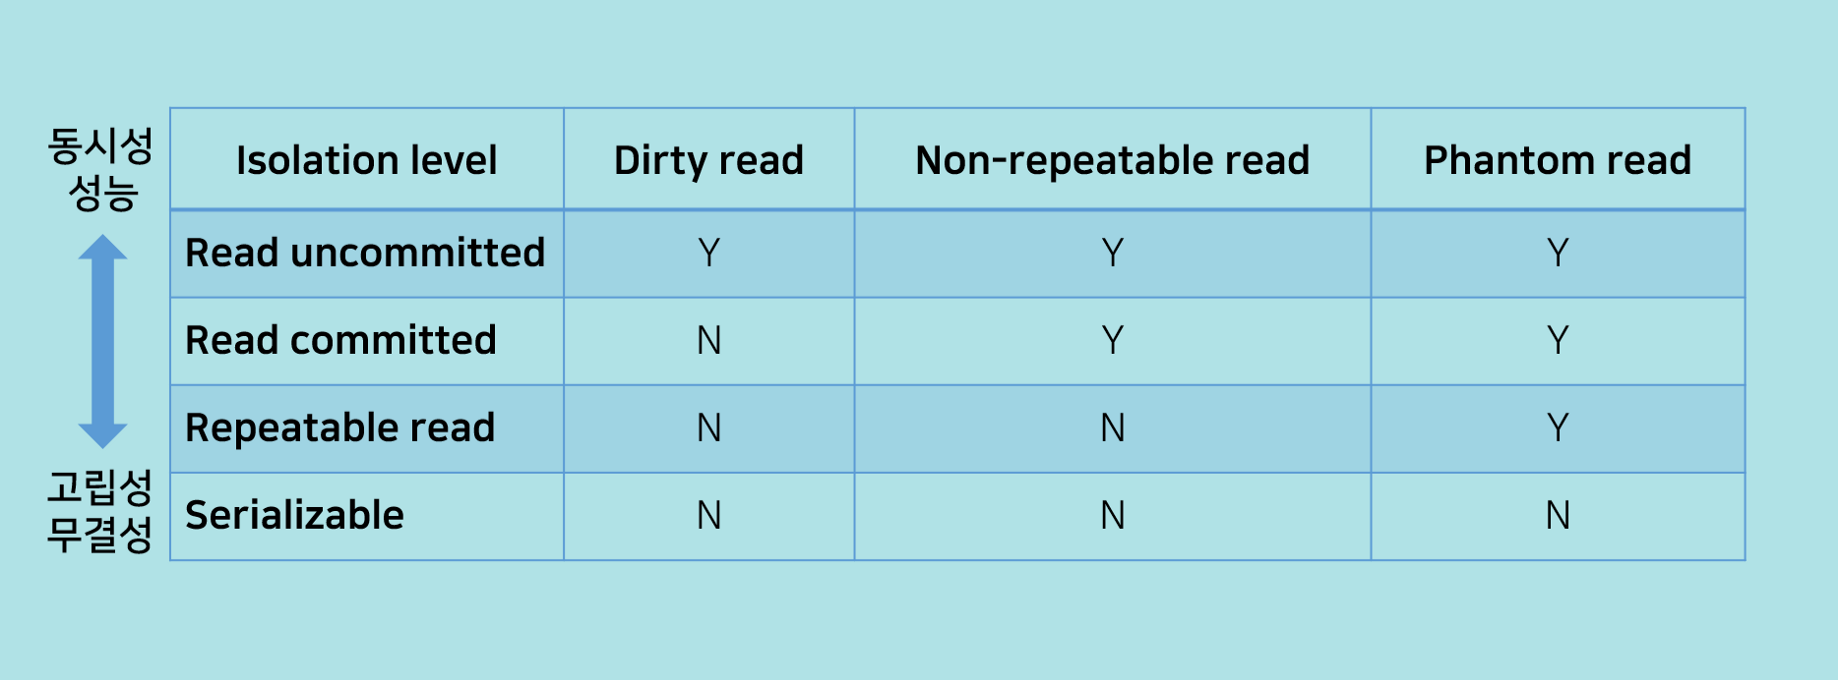 동시성
성능
고립성
무결성
Isolation level Dirty read Non-repeatable read Phantom read
Read uncommitted Y Y Y
Read committed N Y Y
Repeatable read N N Y
Serializable N N N